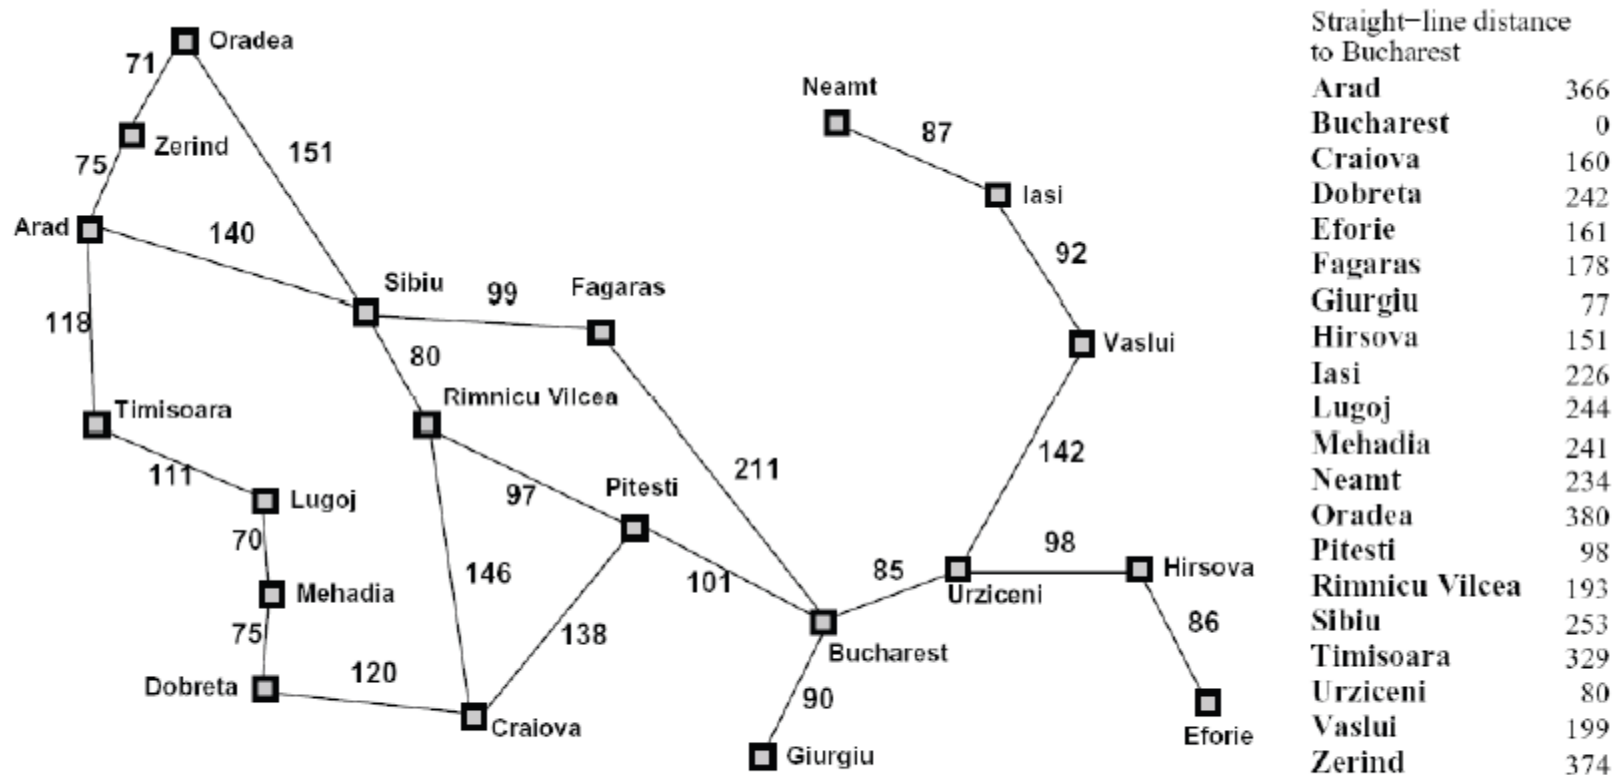 Oradea
71
Neamt
87
Zerind
151
75
Iasi
Arad
140
92
Sibiu
99
Fagaras
118
80
Vaslui
Rimnicu Vilcea
Timisoara
142
211
111
97
Pitesti
Lugoj
70
98
146
101
85
Hirsova
Mehadia
Urziceni
86
75
138
Bucharest
120
Dobreta
90
Craiova
Eforie
Giurgiu
Straight-line distance
to Bucharest
Arad 366
Bucharest 0
Craiova 160
Dobreta 242
Eforie 161
Fagaras 178
Giurgiu 77
Hirsova 151
Iasi 226
Lugoj 244
Mehadia 241
Neamt 234
Oradea 380
Pitesti 98
Rimnicu Vilcea 193
Sibiu 253
Timisoara 329
Urziceni 80
Vaslui 199
Zerind 374